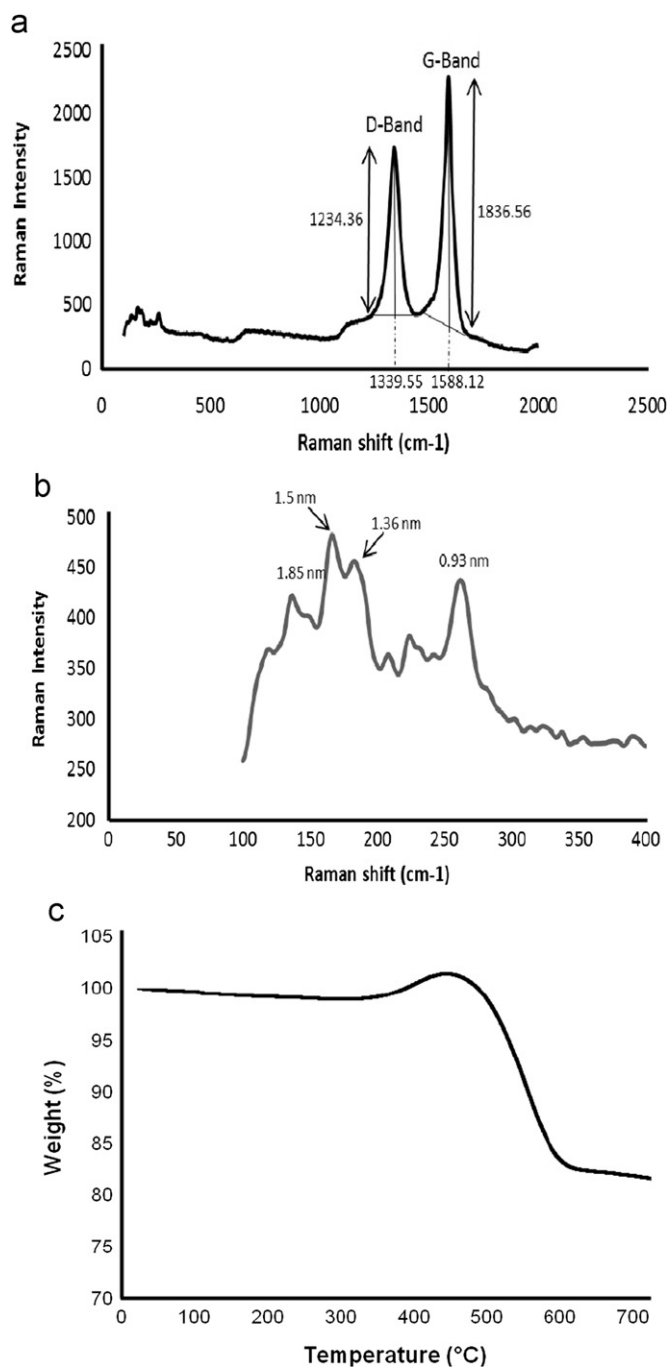 a
G-Band
D-Band
1234.36
1836.56
2500
2000
1500
1000
500
0
Raman Intensity
1339.55 1588.12
0 500 1000 1500 2000 2500
Raman shift (cm-1)
b
1.5 nm
1.36 nm
1.85 nm
0.93 nm
500
450
400
350
300
250
200
Raman Intensity
0 50 100 150 200 250 300 350 400
Raman shift (cm-1)
c
105
100
95
90
85
80
75
70
Weight (%)
0 100 200 300 400 500 600 700
Temperature (°C)